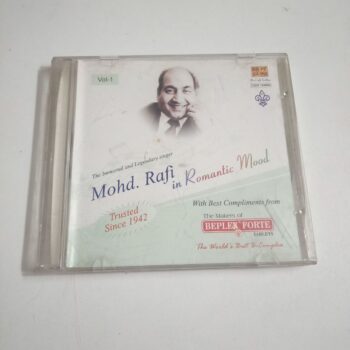 Vol-1
The Immortal and Legendary singer
Mohd. Rafi
in Romantic Mood
Trusted
Since 1942
With Best Compliments from
The Makers of
BEPLEX FORTE
TABLETS
The World's Best B-Complex